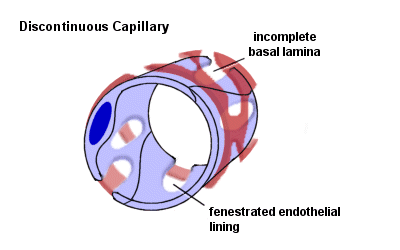 Discontinuous Capillary
incomplete
basal lamina
fenestrated endothelial
lining